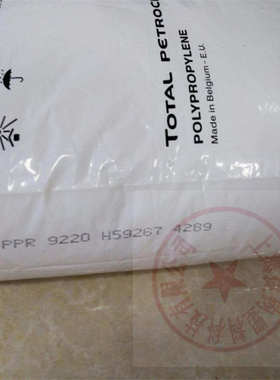 TOTAL PETROC
POLYPROPYLENE
Made in Belgium - E.U.
PPR 9220 H59267 4289